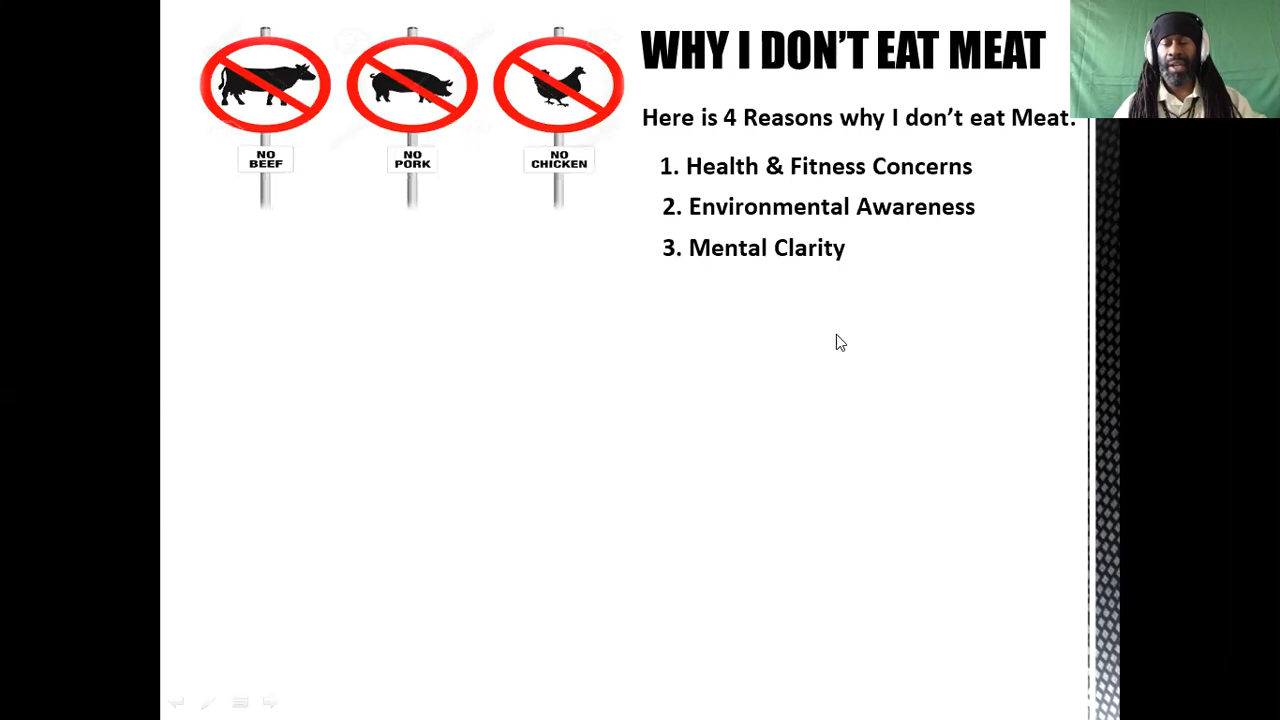 WHY I DON'T EAT MEAT
Here is 4 Reasons why I don't eat Meat.
1. Health & Fitness Concerns
2. Environmental Awareness
3. Mental Clarity
NO
BEEF
NO
PORK
NO
CHICKEN